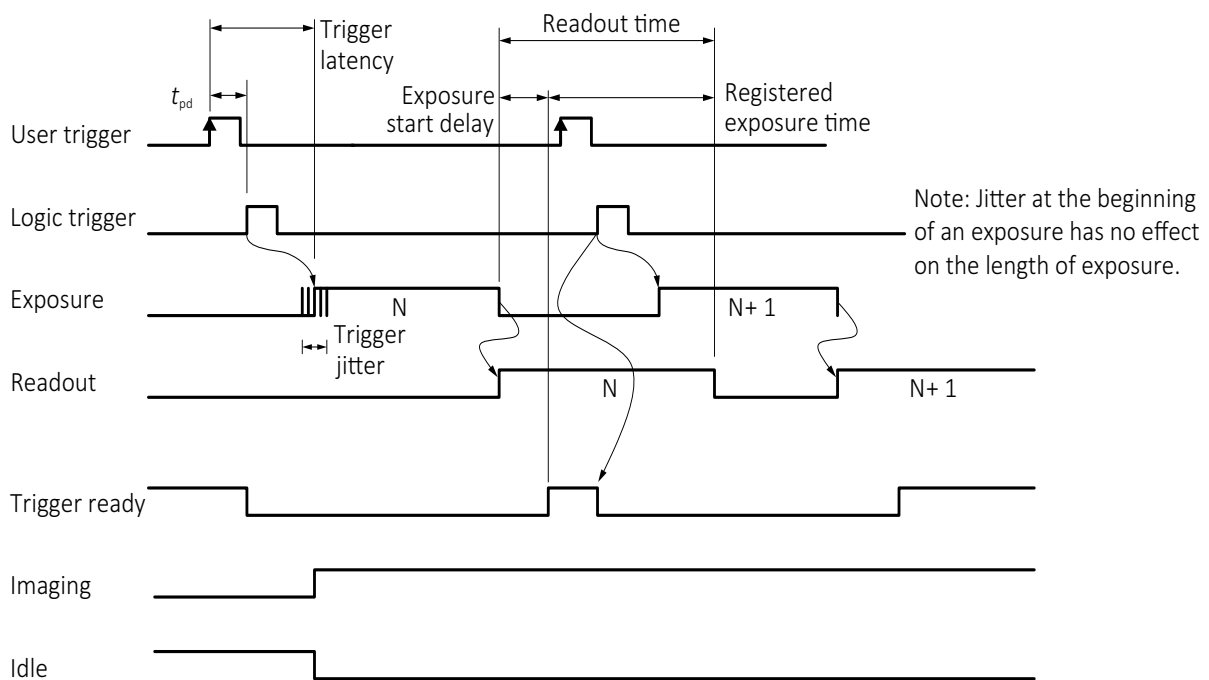 Trigger
latency
Readout time
t_pd
Exposure
start delay
Registered
exposure time
User trigger
Logic trigger
Note: Jitter at the beginning
of an exposure has no effect
on the length of exposure.
Exposure
N
N+ 1
Trigger
jitter
Readout
N
N+ 1
Trigger ready
Imaging
Idle